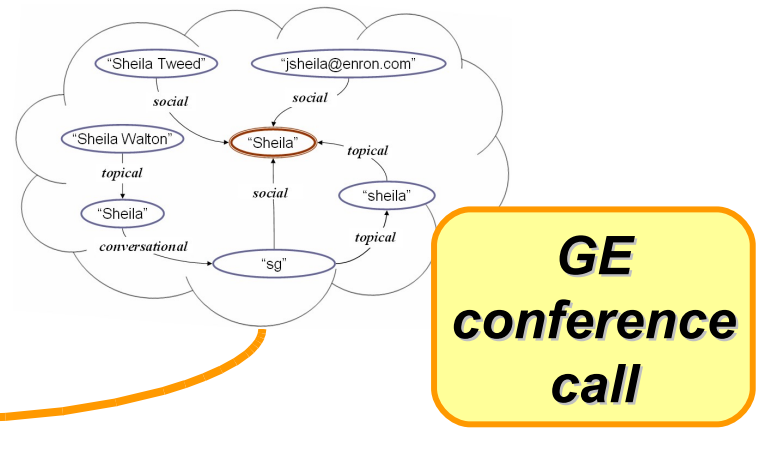 “Sheila Tweed”
“jsheila@enron.com”
social
social
“Sheila Walton”
“Sheila”
topical
topical
social
“sheila”
“Sheila”
conversational
topical
“sg”
GE
conference
call